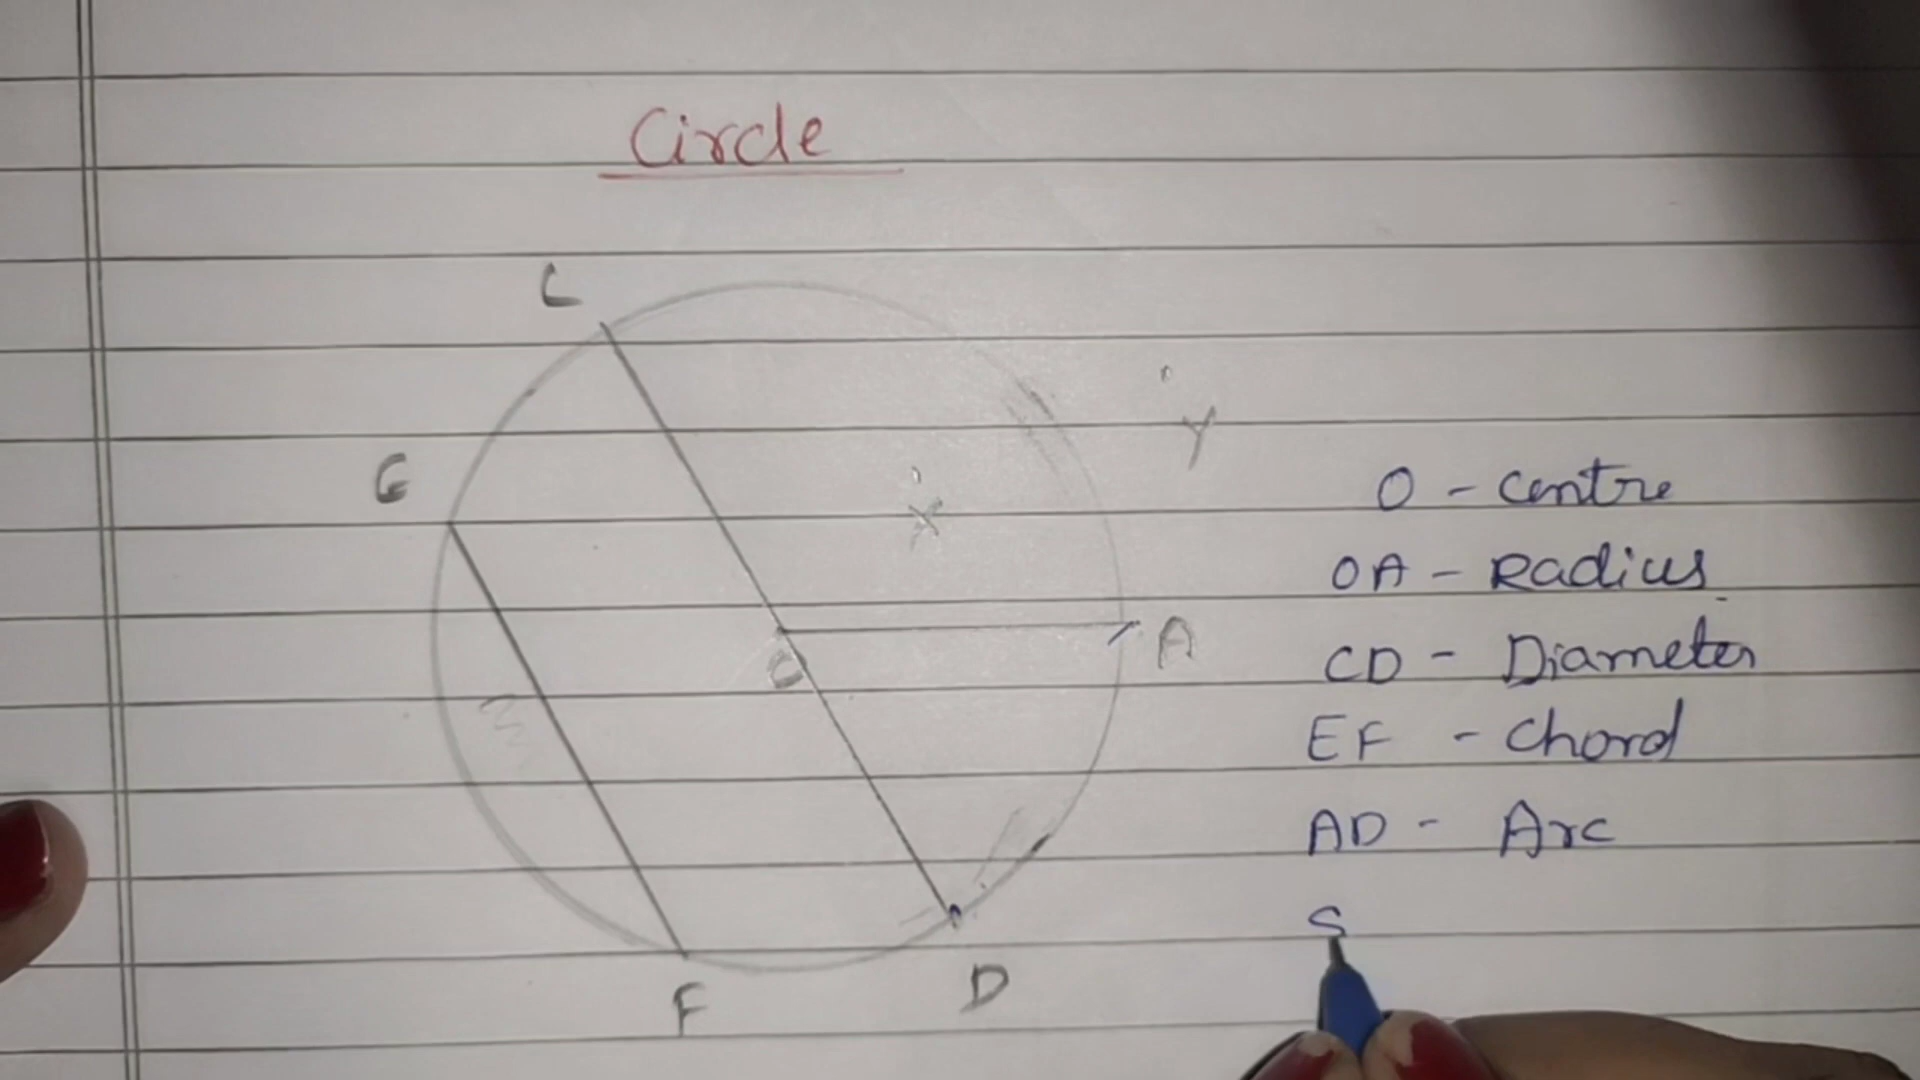 Circle
C
Y
E
X
O - Centre
OA - Radius
O
A
CD - Diameter
EF - Chord
AD - Arc
S
F
D